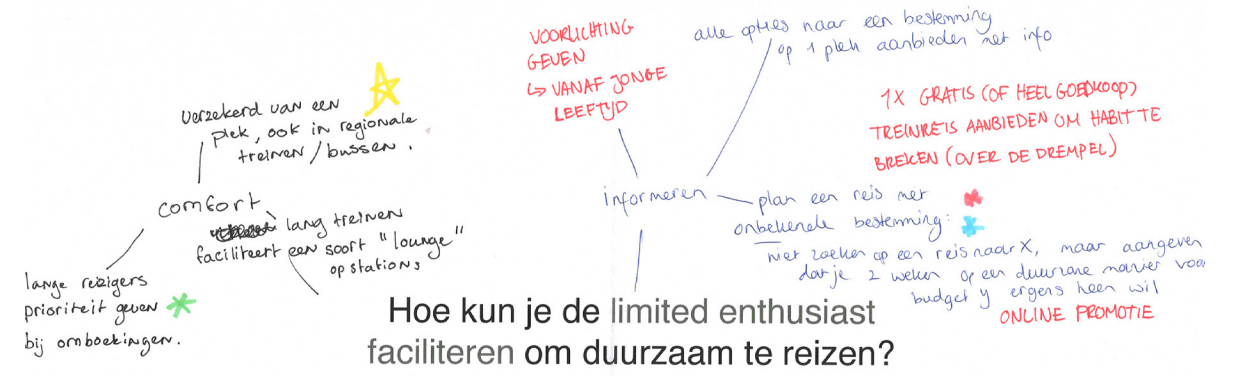 verzekerd van een
plek, ook in regionale
treinen / bussen.
comfort
lang treinen
faciliteert een soort "lounge"
op stations
lange reizigers
prioriteit geven
bij omboekingen.
VOORLICHTING
GEVEN
↳ VANAF JONGE
LEEFTIJD
alle opties naar een bestemming
op 1 plek aanbieden met info
1X GRATIS (OF HEEL GOEDKOOP)
TREINREIS AANBIEDEN OM HABIT TE
BREKEN (OVER DE DREMPEL)
informeren
plan een reis met
onbekende bestemming:
niet zoeken op een reis naar X, maar aangeven
dat je 2 weken op een duurzame manier voor
budget y ergens heen wil
ONLINE PROMOTIE
Hoe kun je de limited enthusiast
faciliteren om duurzaam te reizen?